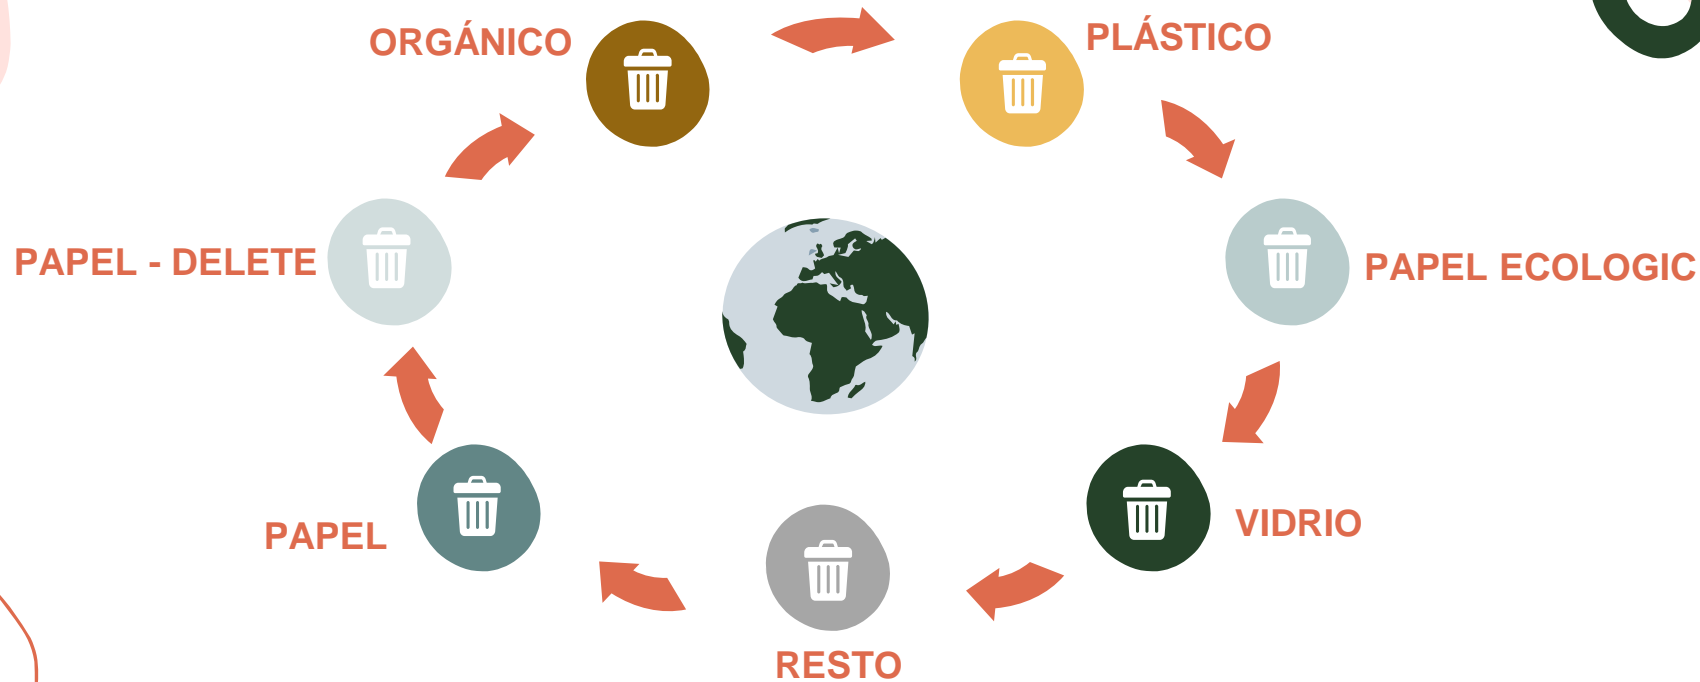 ORGÁNICO
PLÁSTICO
PAPEL - DELETE
PAPEL ECOLOGIC
VIDRIO
PAPEL
RESTO